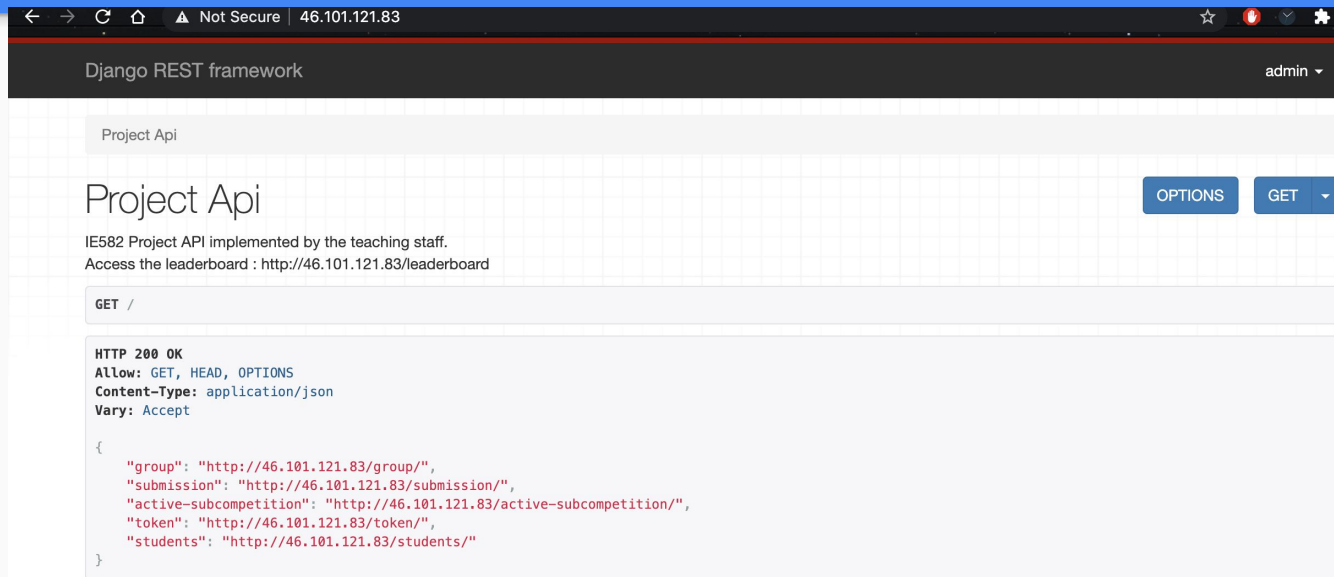 Not Secure | 46.101.121.83
Django REST framework
admin
Project Api
Project Api
OPTIONS
GET
IE582 Project API implemented by the teaching staff.
Access the leaderboard : http://46.101.121.83/leaderboard
GET /
HTTP 200 OK
Allow: GET, HEAD, OPTIONS
Content-Type: application/json
Vary: Accept
{
"group": "http://46.101.121.83/group/",
"submission": "http://46.101.121.83/submission/",
"active-subcompetition": "http://46.101.121.83/active-subcompetition/",
"token": "http://46.101.121.83/token/",
"students": "http://46.101.121.83/students/"
}